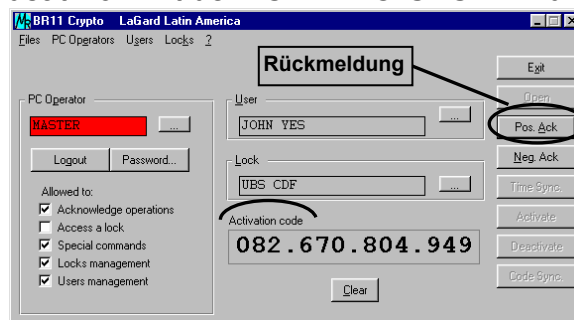 BR11 Crypto LaGard Latin America
Files PC Operators Users Locks ?
Rückmeldung
Exit
PC Operator
User
Open
MASTER
...
JOHN YES
...
Pos. Ack
Logout
Password...
Lock
Neg. Ack
UBS CDF
...
Time Sync.
Allowed to:
Acknowledge operations
Access a lock
Special commands
Locks management
Users management
Activation code
Activate
082.670.804.949
Deactivate
Clear
Code Sync.